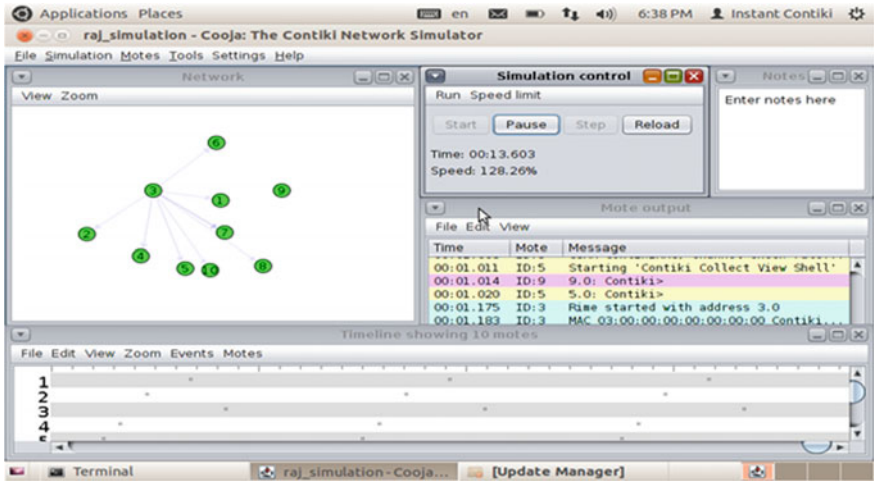 Applications Places en 6:38 PM Instant Contiki
raj_simulation - Cooja: The Contiki Network Simulator
File Simulation Motes Tools Settings Help
Network
View Zoom
6
3
1
9
2
7
4
5
10
8
Simulation control
Run Speed limit
Start Pause Step Reload
Time: 00:13.603
Speed: 128.26%
Notes
Enter notes here
Mote output
File Edit View
Time Mote Message
00:01.011 ID:5 Starting 'Contiki Collect View Shell'
00:01.014 ID:9 9.0: Contiki>
00:01.020 ID:5 5.0: Contiki>
00:01.175 ID:3 Rime started with address 3.0
00:01.183 ID:3 MAC 03:00:00:00:00:00:00:00 Contiki...
Timeline showing 10 motes
File Edit View Zoom Events Motes
1
2
3
4
Terminal raj_simulation - Cooja... [Update Manager]